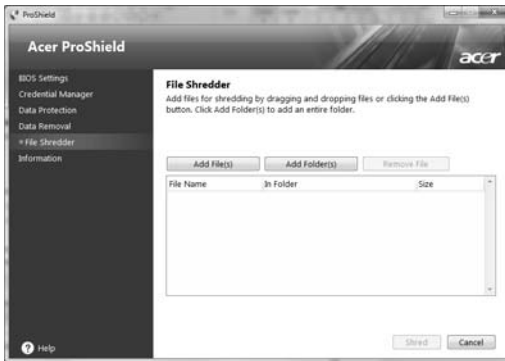 ProShield
Acer ProShield
acer
BIOS Settings
Credential Manager
Data Protection
Data Removal
File Shredder
Information
Help
File Shredder
Add files for shredding by dragging and dropping files or clicking the Add File(s)
button. Click Add Folder(s) to add an entire folder.
Add File(s) Add Folder(s) Remove File
File Name In Folder Size
Shred Cancel